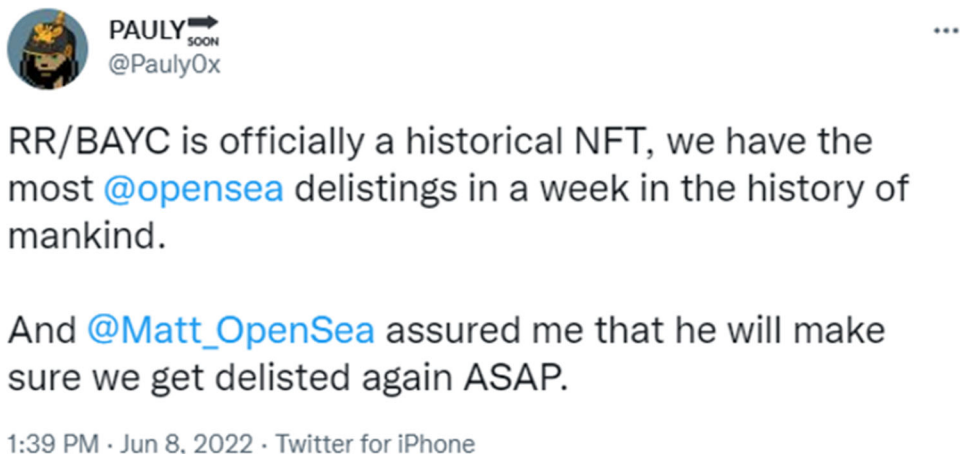 PAULY
SOON
@Pauly0x
RR/BAYC is officially a historical NFT, we have the
most @opensea delistings in a week in the history of
mankind.
And @Matt_OpenSea assured me that he will make
sure we get delisted again ASAP.
1:39 PM · Jun 8, 2022 · Twitter for iPhone